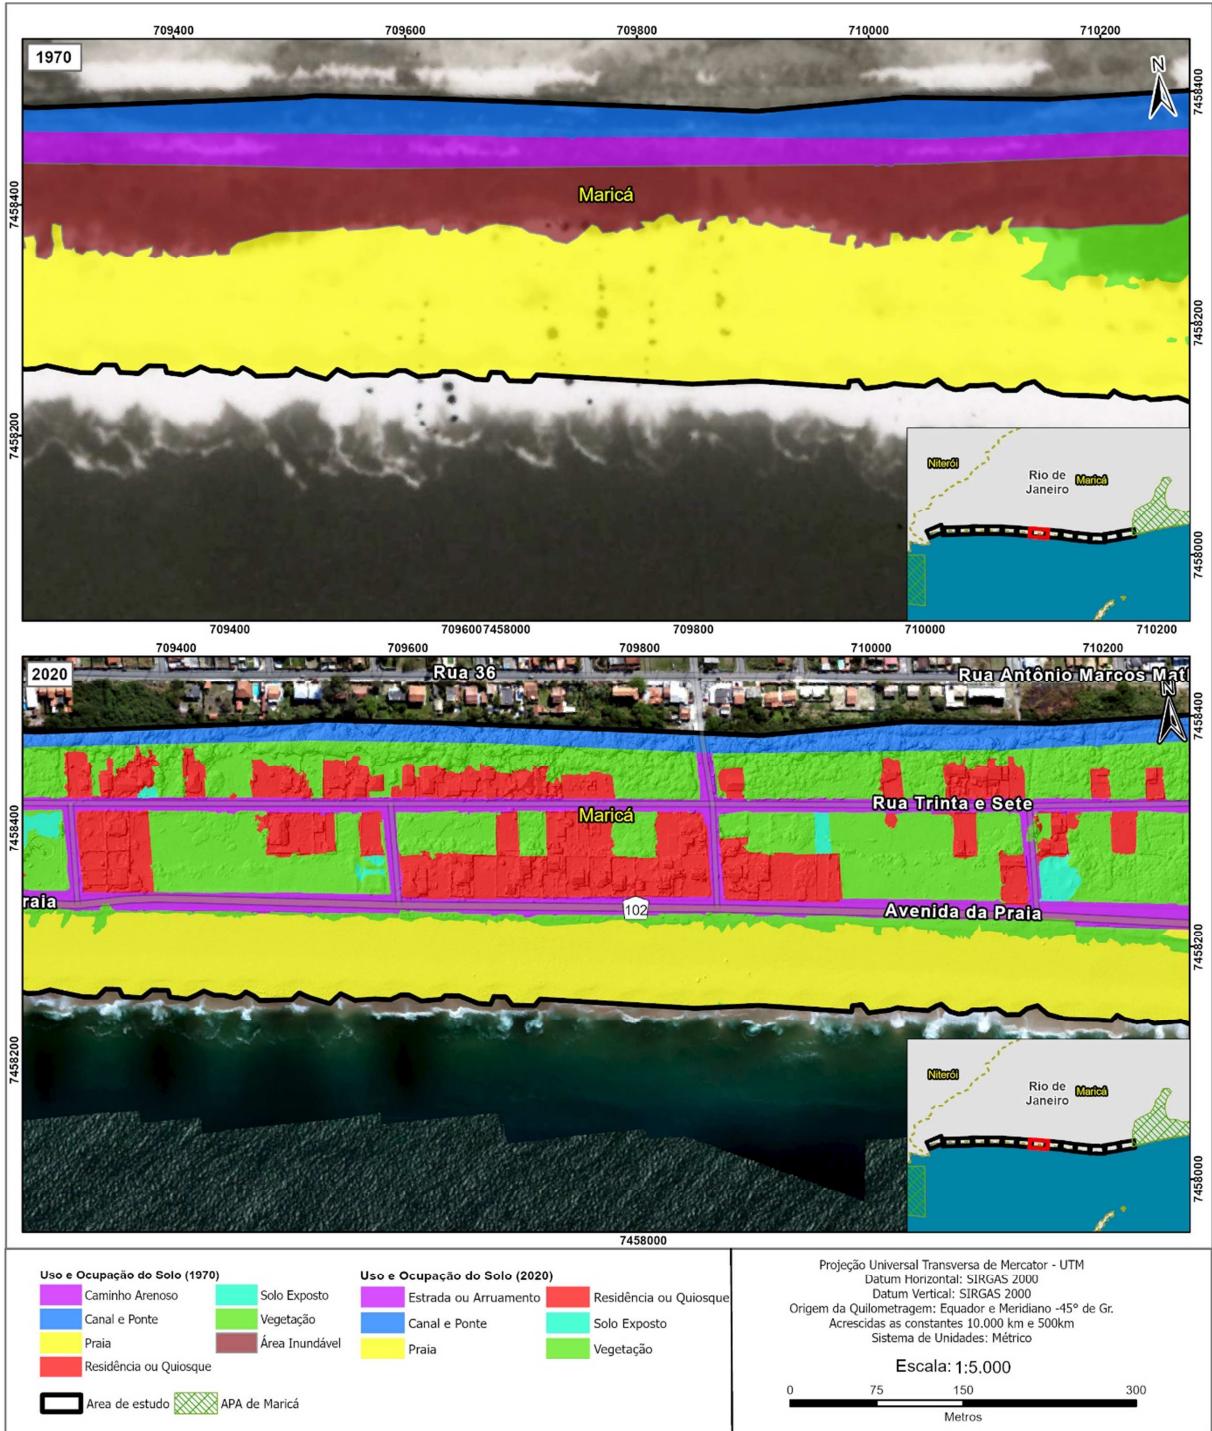 709400 709600 709800 710000 710200
1970
N
7458400
7458400
Maricá
7458200
7458200
Niterói
Rio de
Janeiro
Maricá
7458000
709400 709600 7458000 709800 710000 710200
709400 709600 709800 710000 710200
2020
Rua 36
Rua Antônio Marcos Matt
N
7458400
7458400
Maricá
Rua Trinta e Sete
raia
102
Avenida da Praia
7458200
7458200
Niterói
Rio de
Janeiro
Maricá
7458000
7458000
Uso e Ocupação do Solo (1970)
Caminho Arenoso
Canal e Ponte
Praia
Residência ou Quiosque
Solo Exposto
Vegetação
Área Inundável
Uso e Ocupação do Solo (2020)
Estrada ou Arruamento
Canal e Ponte
Praia
Residência ou Quiosque
Solo Exposto
Vegetação
Area de estudo
APA de Maricá
Projeção Universal Transversa de Mercator - UTM
Datum Horizontal: SIRGAS 2000
Datum Vertical: SIRGAS 2000
Origem da Quilometragem: Equador e Meridiano -45° de Gr.
Acrescidas as constantes 10.000 km e 500km
Sistema de Unidades: Métrico
Escala: 1:5.000
0 75 150 300
Metros